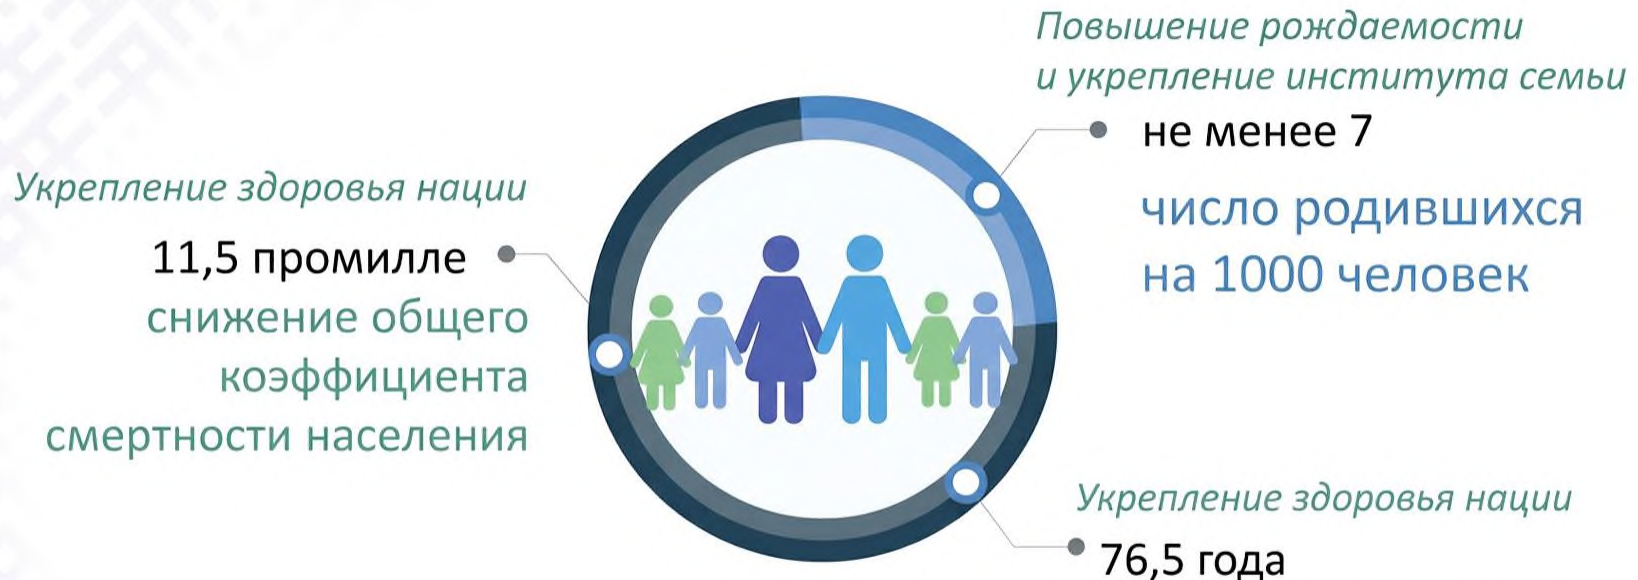 Повышение рождаемости
и укрепление института семьи
не менее 7
число родившихся
на 1000 человек
Укрепление здоровья нации
11,5 промилле
снижение общего
коэффициента
смертности населения
Укрепление здоровья нации
76,5 года